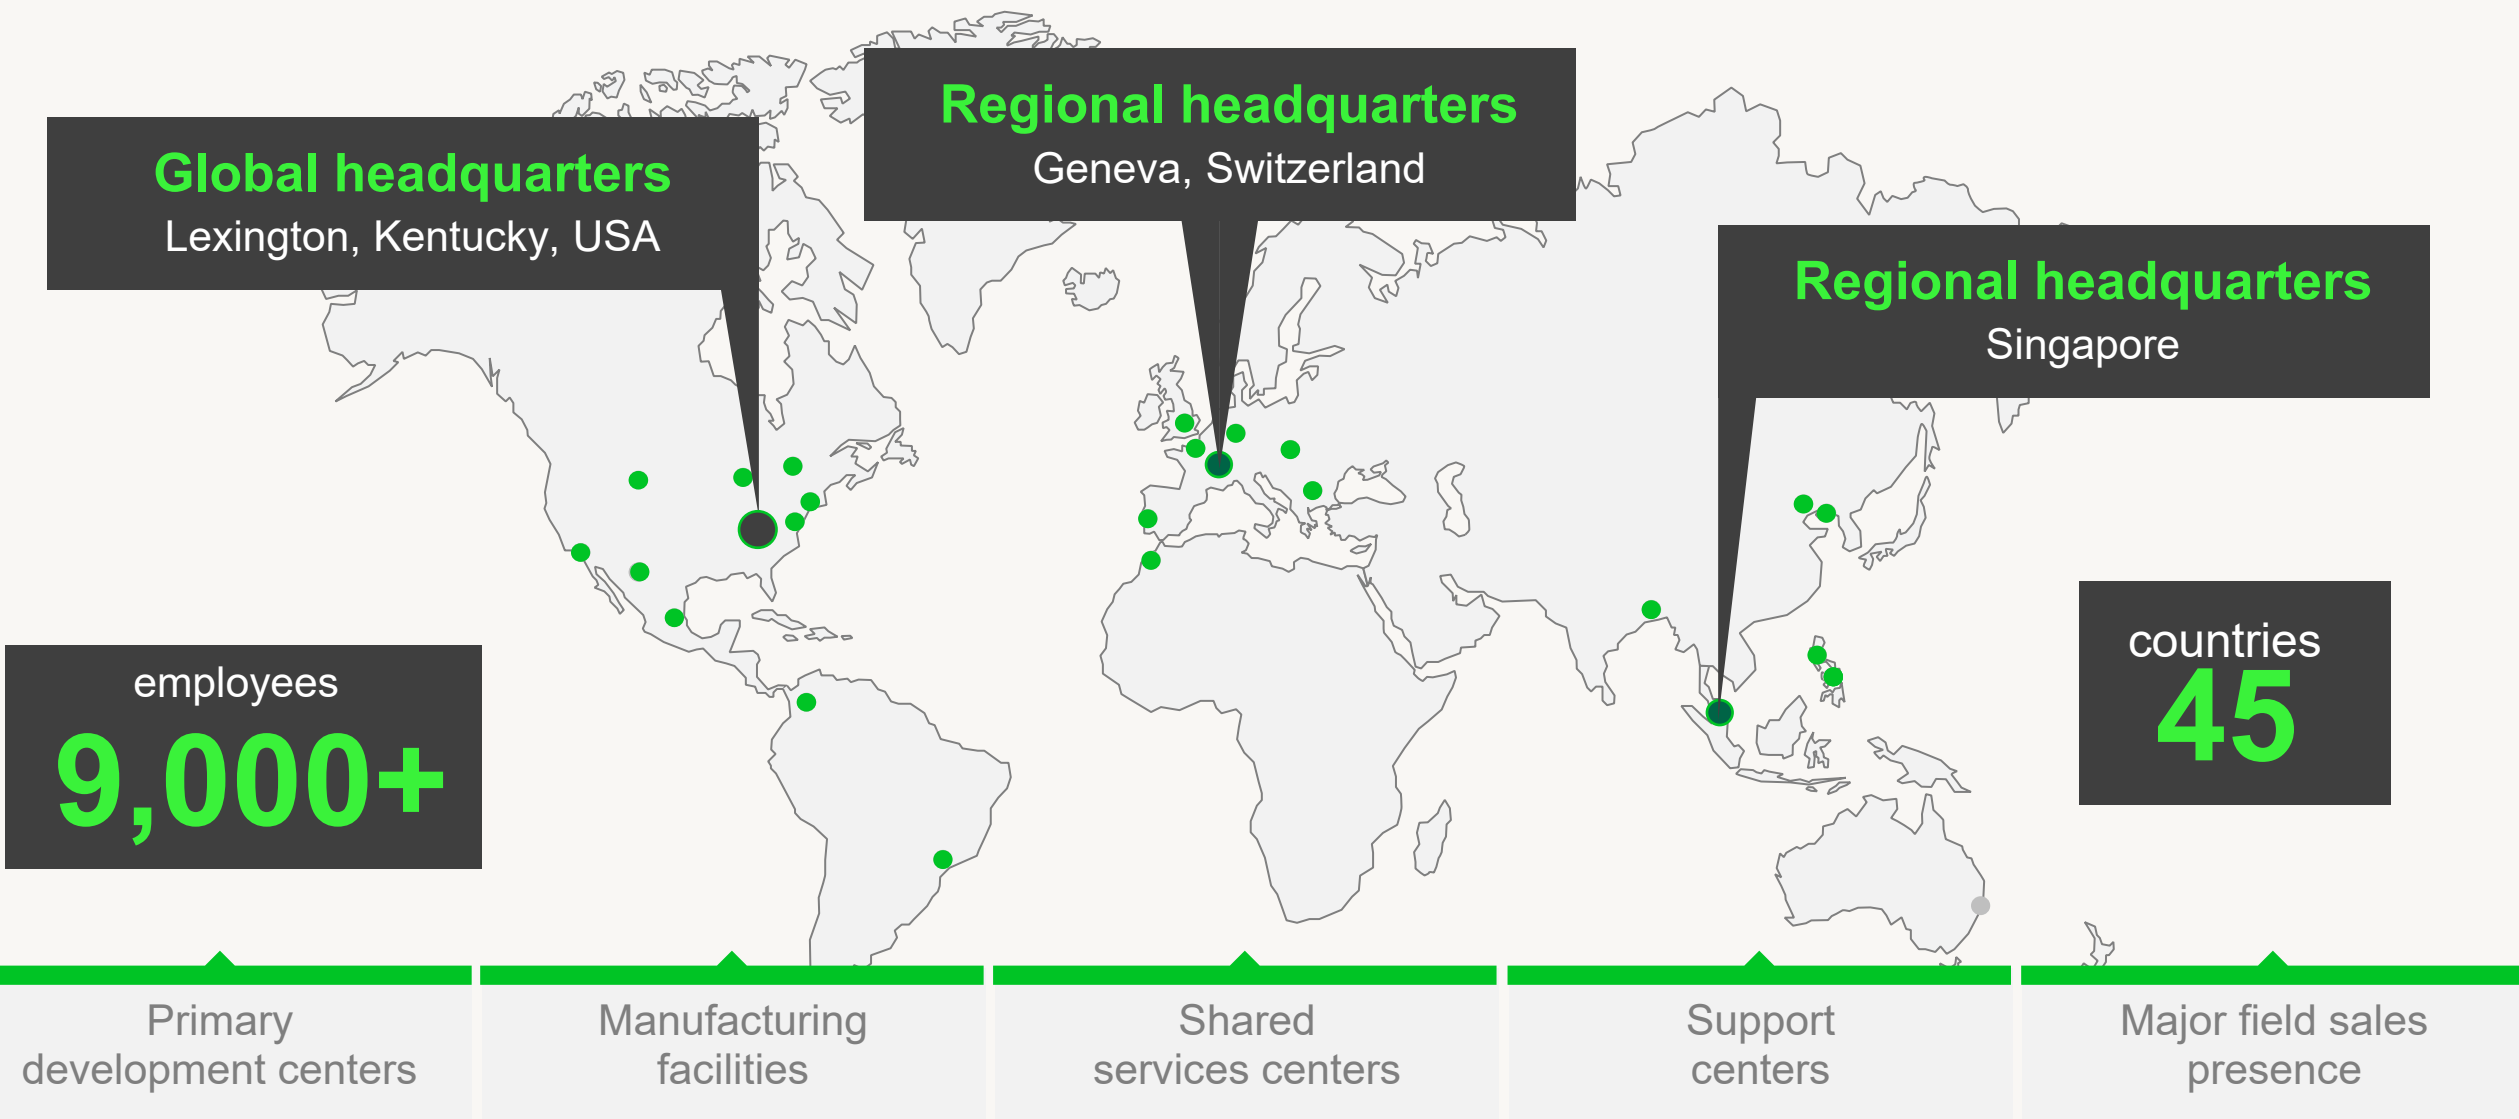 Regional headquarters
Geneva, Switzerland
Global headquarters
Lexington, Kentucky, USA
Regional headquarters
Singapore
employees
9,000+
countries
45
Primary
development centers
Manufacturing
facilities
Shared
services centers
Support
centers
Major field sales
presence